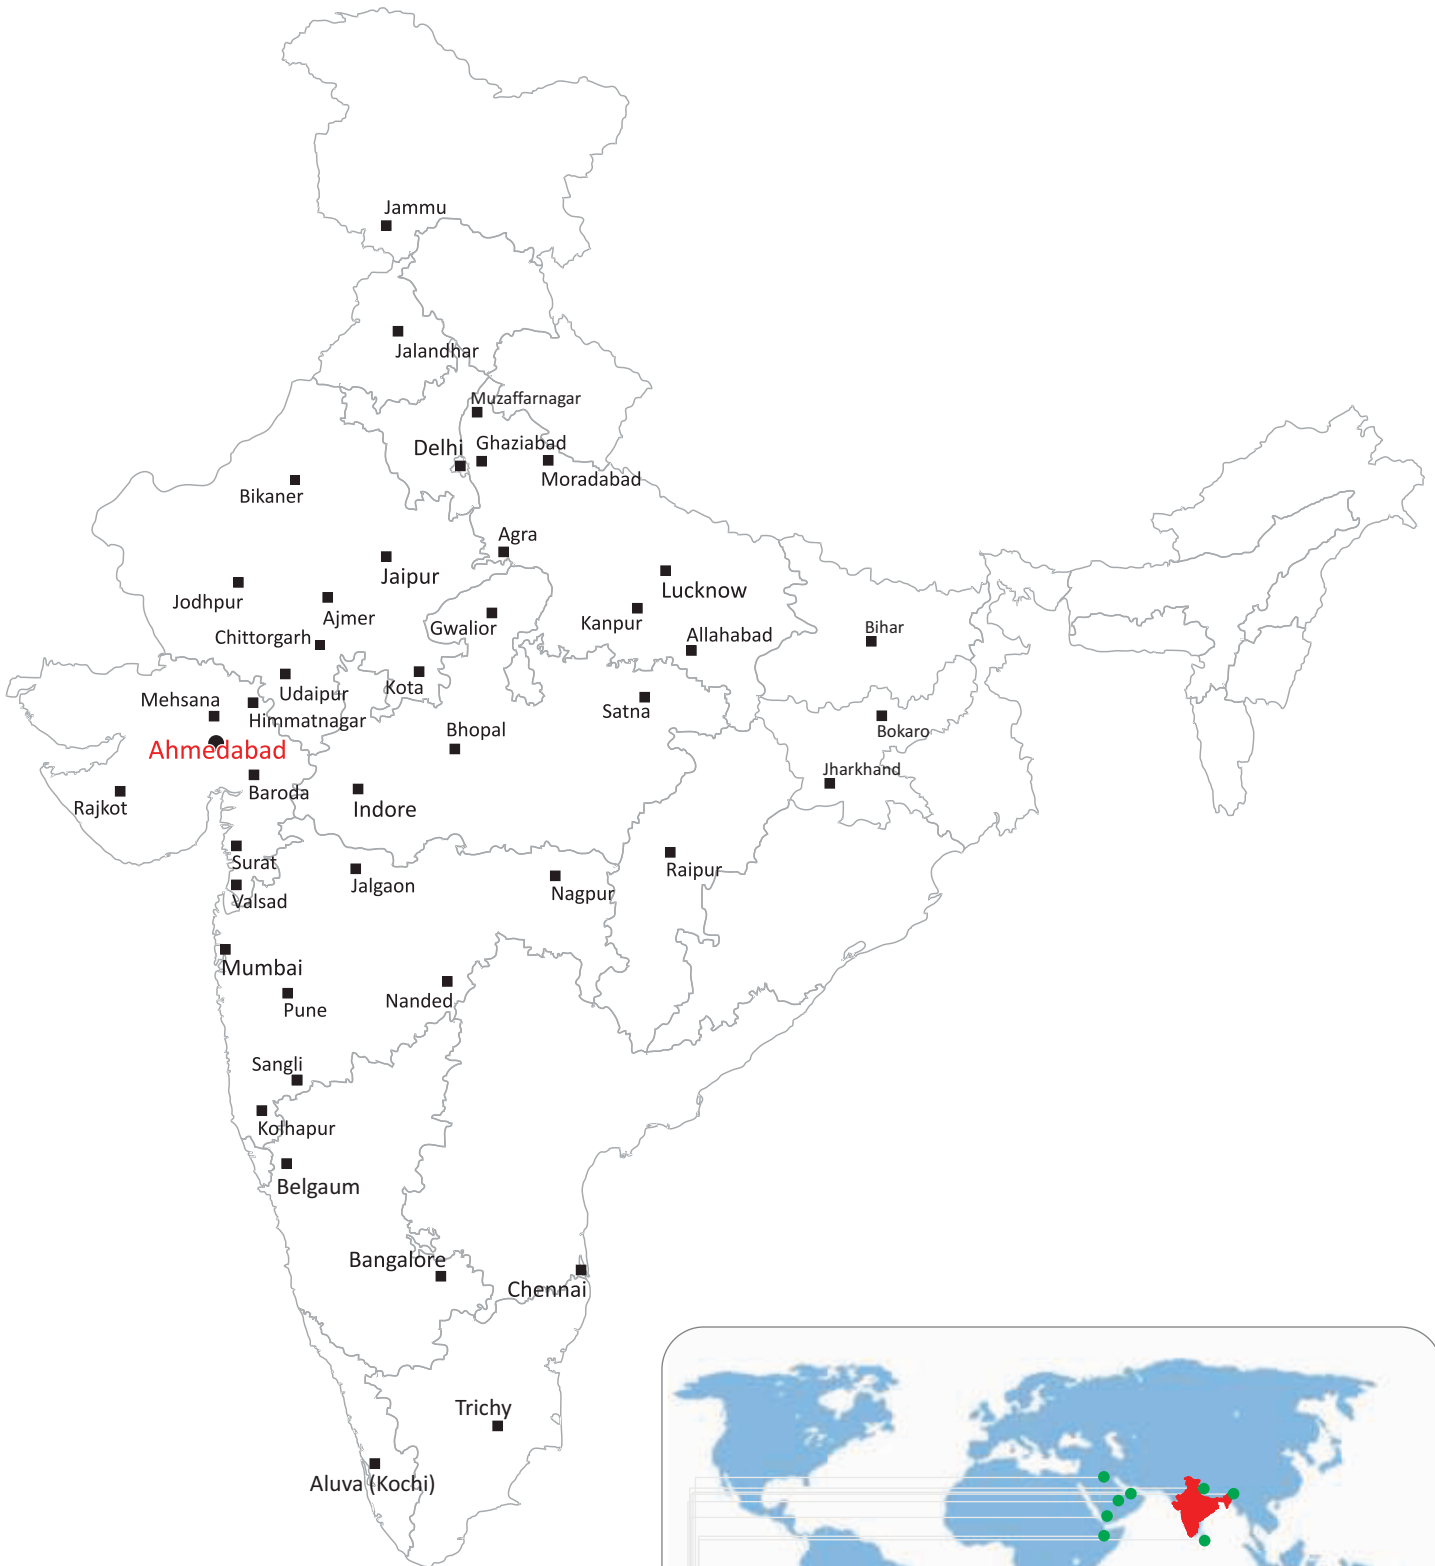 Jammu
Jalandhar
Muzaffarnagar
Delhi
Ghaziabad
Moradabad
Bikaner
Agra
Jaipur
Lucknow
Jodhpur
Ajmer
Gwalior
Kanpur
Bihar
Chittorgarh
Allahabad
Mehsana
Udaipur
Kota
Satna
Himmatnagar
Bhopal
Bokaro
Ahmedabad
Jharkhand
Baroda
Rajkot
Indore
Surat
Raipur
Jalgaon
Nagpur
Valsad
Mumbai
Nanded
Pune
Sangli
Kolhapur
Belgaum
Bangalore
Chennai
Trichy
Aluva (Kochi)